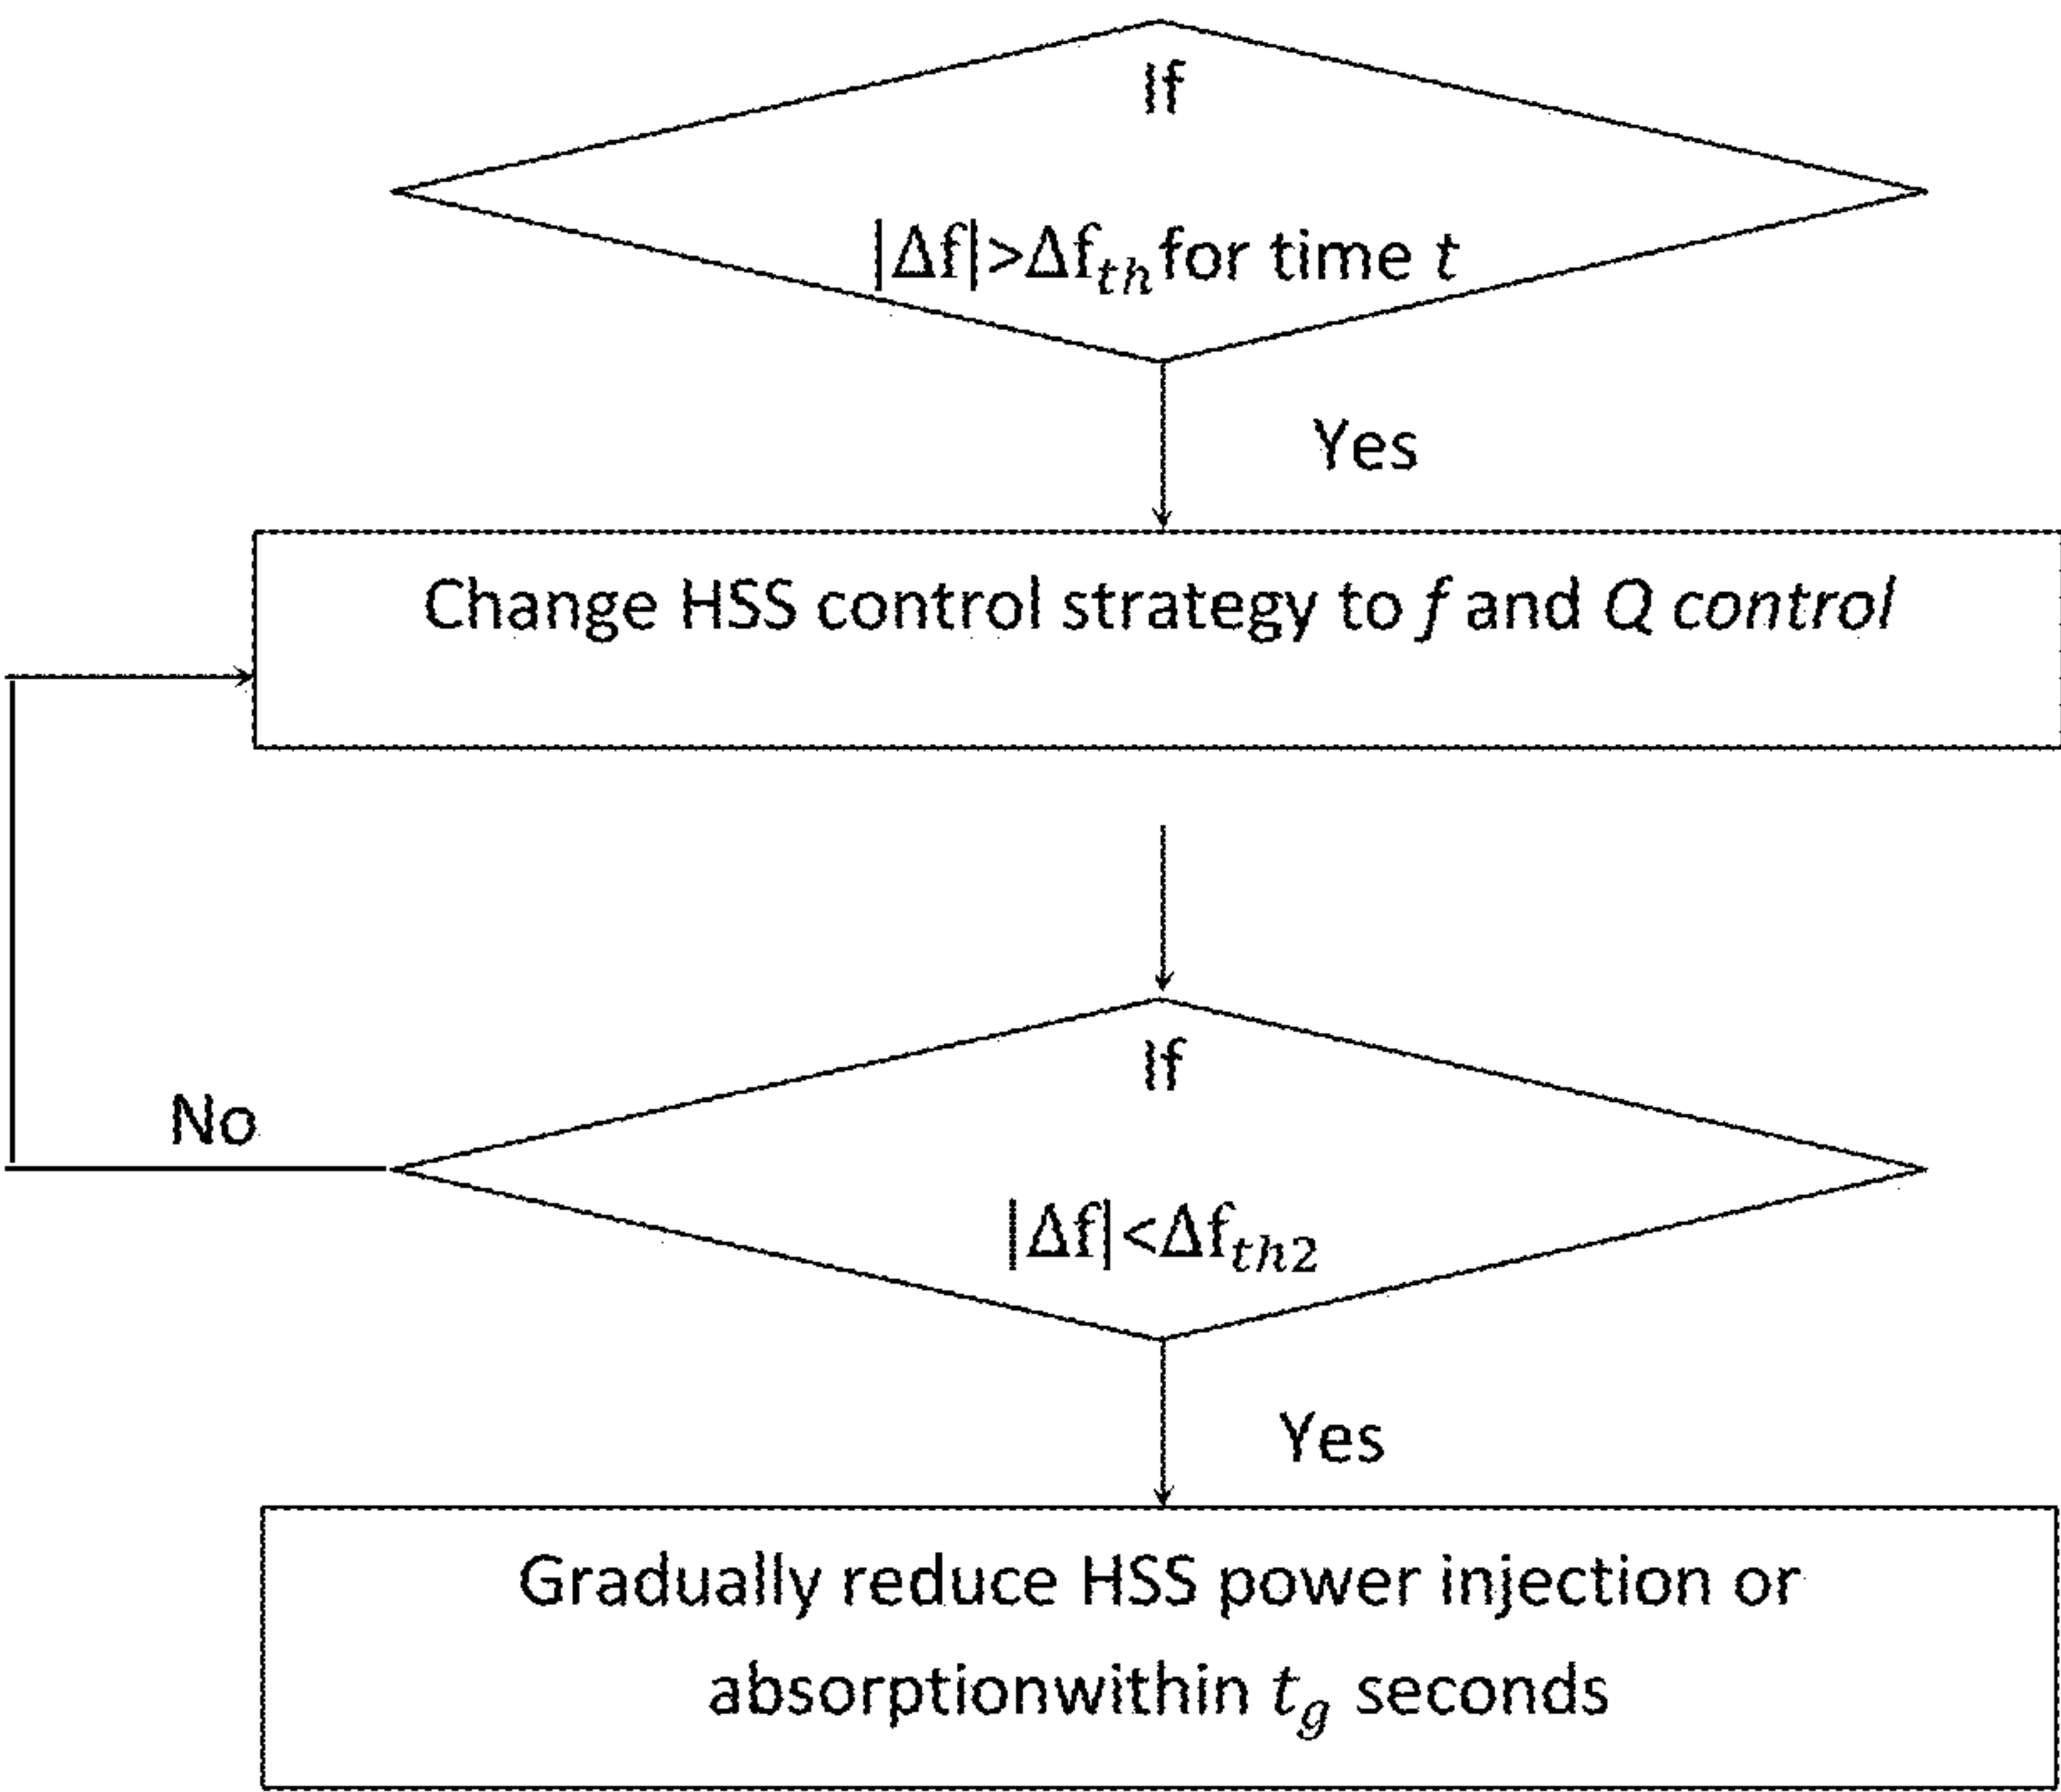 If
|Δf|>Δf_th for time t
Yes
Change HSS control strategy to f and Q control
If
No
|Δf|<Δf_th2
Yes
Gradually reduce HSS power injection or
absorptionwithin t_g seconds